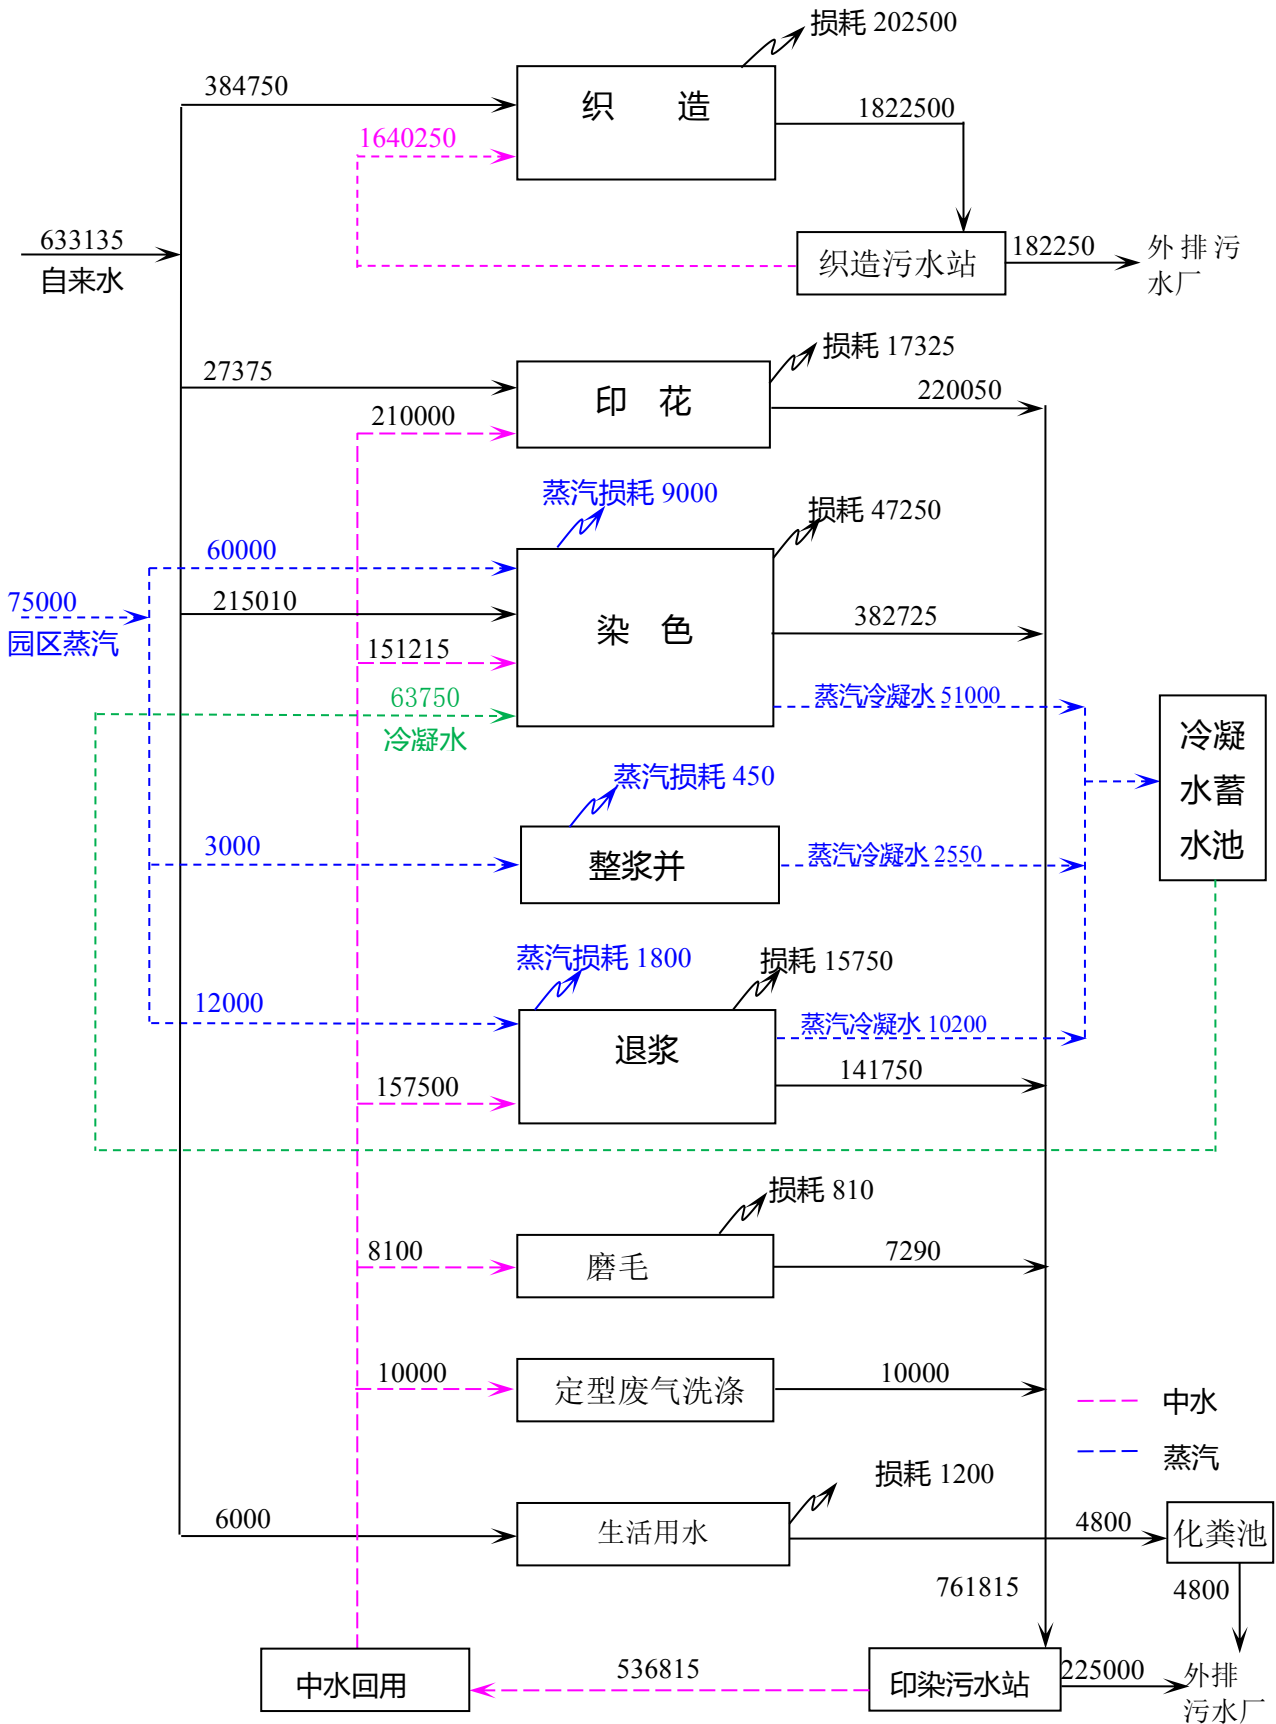 损耗 202500
384750
织 造
1822500
1640250
633135
自来水
织造污水站
182250
外排污
水厂
损耗 17325
27375
印 花
220050
210000
蒸汽损耗 9000
损耗 47250
60000
75000
园区蒸汽
215010
染 色
382725
151215
63750
冷凝水
蒸汽冷凝水 51000
冷凝
水蓄
水池
蒸汽损耗 450
3000
整浆并
蒸汽冷凝水 2550
蒸汽损耗 1800
损耗 15750
12000
退浆
蒸汽冷凝水 10200
157500
141750
损耗 810
8100
磨毛
7290
10000
定型废气洗涤
10000
中水
蒸汽
损耗 1200
6000
生活用水
4800
化粪池
761815
4800
中水回用
536815
印染污水站
225000
外排
污水厂